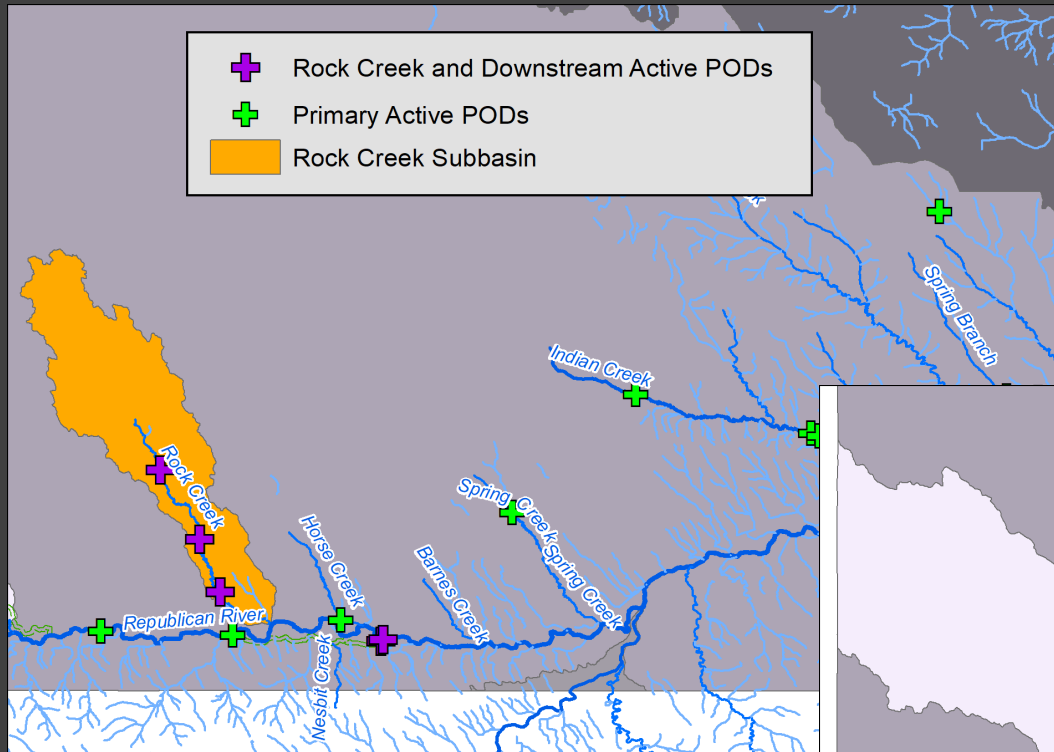 Rock Creek and Downstream Active PODs
Primary Active PODs
Rock Creek Subbasin
Spring Branch
Indian Creek
Rock Creek
Spring Creek
Spring Creek
Horse Creek
Barnes Creek
Republican River
Nesbit Creek